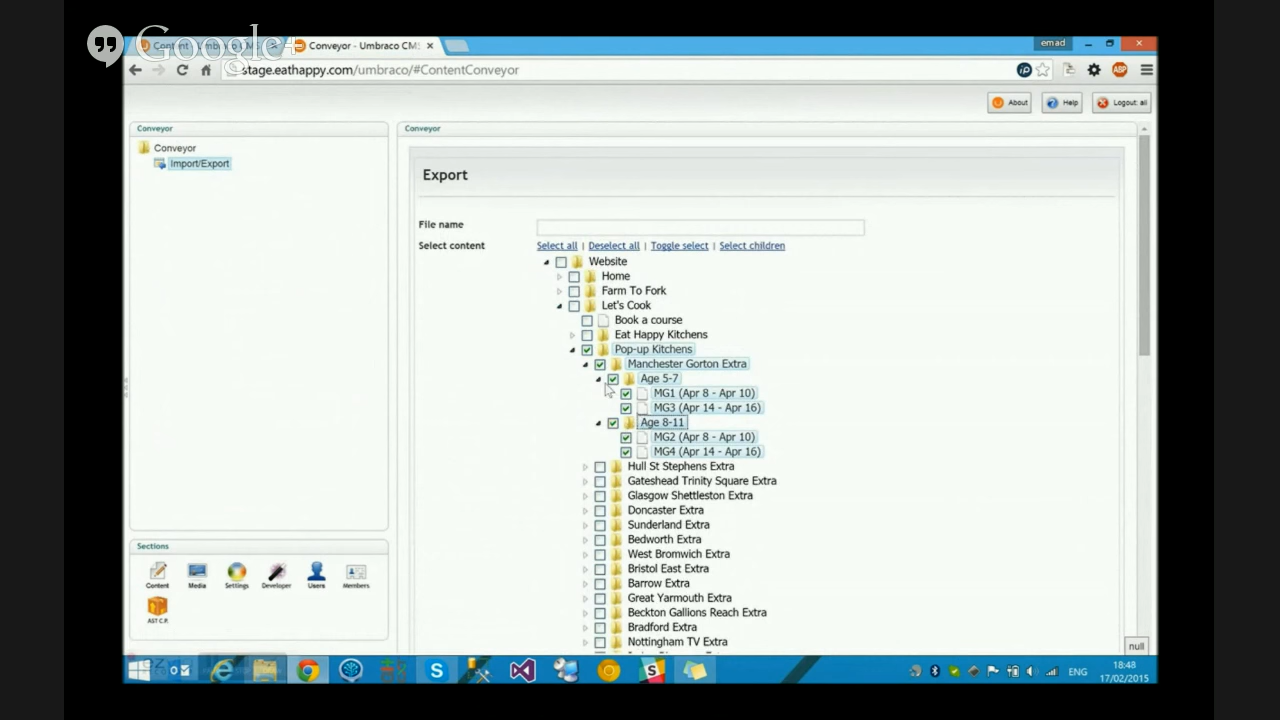 Google+
Conveyor - Umbraco CMS
emad
stage.eathappy.com/umbraco/#ContentConveyor
ABP
About
Help
Logout: ali
Conveyor
Conveyor
Conveyor
Import/Export
Export
File name
Select content
Select all | Deselect all | Toggle select | Select children
Website
Home
Farm To Fork
Let's Cook
Book a course
Eat Happy Kitchens
Pop-up Kitchens
Manchester Gorton Extra
Age 5-7
MG1 (Apr 8 - Apr 10)
MG3 (Apr 14 - Apr 16)
Age 8-11
MG2 (Apr 8 - Apr 10)
MG4 (Apr 14 - Apr 16)
Hull St Stephens Extra
Gateshead Trinity Square Extra
Glasgow Shettleston Extra
Doncaster Extra
Sunderland Extra
Bedworth Extra
West Bromwich Extra
Bristol East Extra
Barrow Extra
Great Yarmouth Extra
Beckton Gallions Reach Extra
Bradford Extra
Nottingham TV Extra
Sections
Content
Media
Settings
Developer
Users
Members
AST C.P.
null
ENG
18:48
17/02/2015